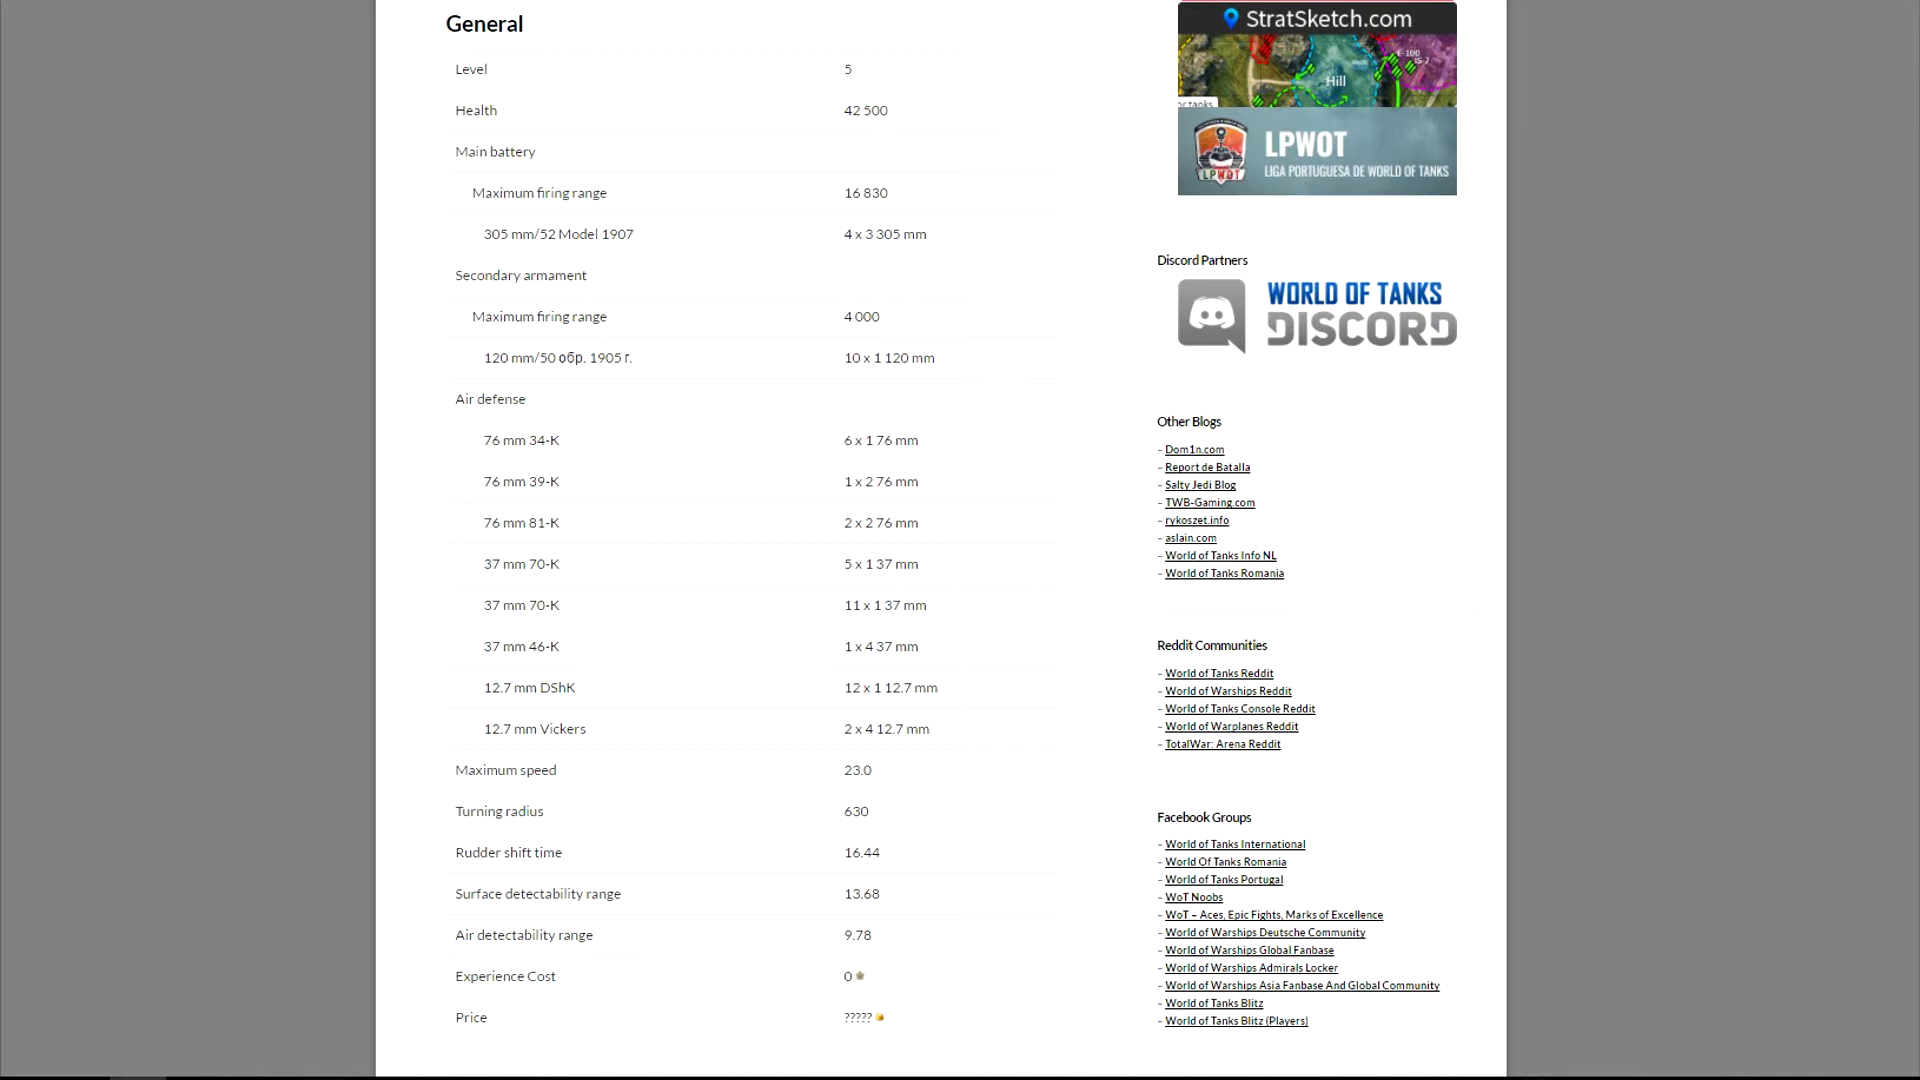 General
Level 5
Health 42 500
Main battery
Maximum firing range 16 830
305 mm/52 Model 1907 4 x 3 305 mm
Secondary armament
Maximum firing range 4 000
120 mm/50 обр. 1905 г. 10 x 1 120 mm
Air defense
76 mm 34-K 6 x 1 76 mm
76 mm 39-K 1 x 2 76 mm
76 mm 81-K 2 x 2 76 mm
37 mm 70-K 5 x 1 37 mm
37 mm 70-K 11 x 1 37 mm
37 mm 46-K 1 x 4 37 mm
12.7 mm DShK 12 x 1 12.7 mm
12.7 mm Vickers 2 x 4 12.7 mm
Maximum speed 23.0
Turning radius 630
Rudder shift time 16.44
Surface detectability range 13.68
Air detectability range 9.78
Experience Cost 0
Price ?????
StratSketch.com
E-100
IS-7
Hill
or tanks
LPWOT
LPWOT
LIGA PORTUGUESA DE WORLD OF TANKS
Discord Partners
WORLD OF TANKS
DISCORD
Other Blogs
- Dom1n.com
- Report de Batalla
- Salty Jedi Blog
- TWB-Gaming.com
- rykoszet.info
- aslain.com
- World of Tanks Info NL
- World of Tanks Romania
Reddit Communities
- World of Tanks Reddit
- World of Warships Reddit
- World of Tanks Console Reddit
- World of Warplanes Reddit
- TotalWar: Arena Reddit
Facebook Groups
- World of Tanks International
- World Of Tanks Romania
- World of Tanks Portugal
- WoT Noobs
- WoT – Aces, Epic Fights, Marks of Excellence
- World of Warships Deutsche Community
- World of Warships Global Fanbase
- World of Warships Admirals Locker
- World of Warships Asia Fanbase And Global Community
- World of Tanks Blitz
- World of Tanks Blitz (Players)